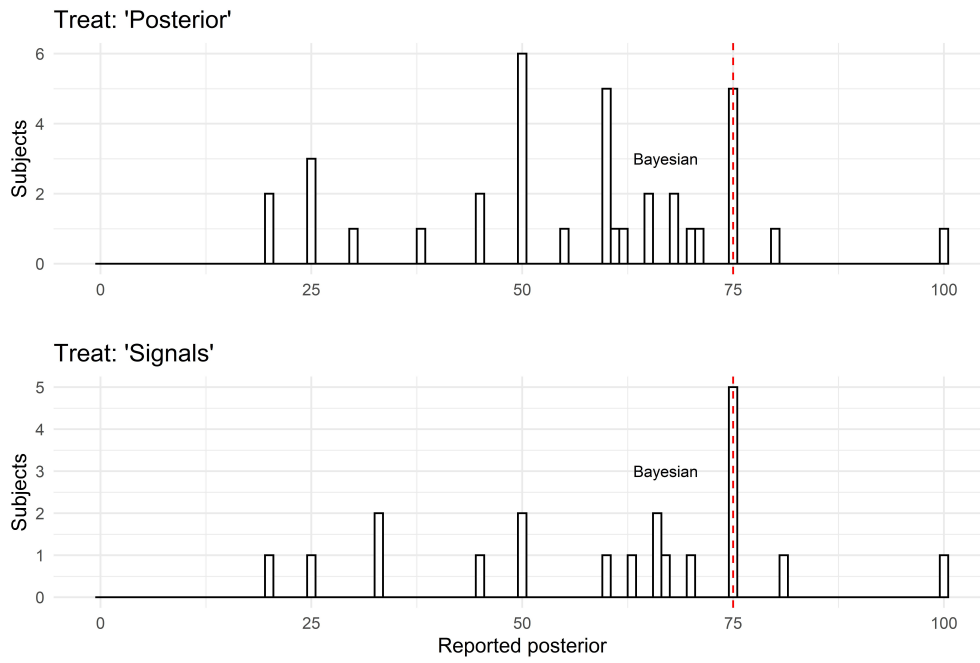 Treat: 'Posterior'
Subjects
6
4
2
0
Bayesian
0 25 50 75 100
Treat: 'Signals'
Subjects
5
4
3
2
1
0
Bayesian
0 25 50 75 100
Reported posterior